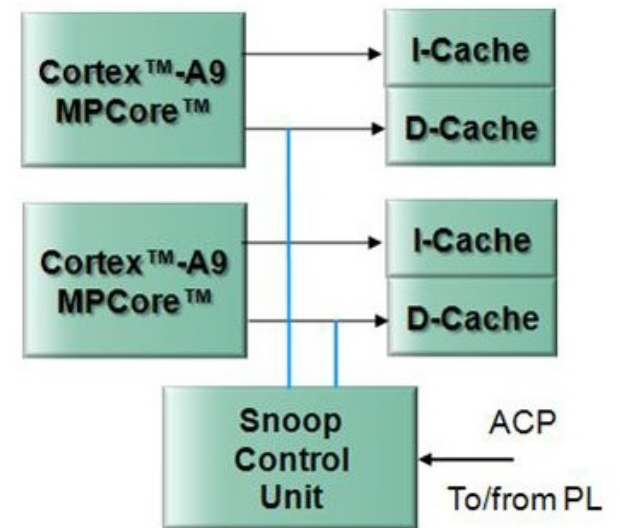 Cortex™-A9
MPCore™
I-Cache
D-Cache
Cortex™-A9
MPCore™
I-Cache
D-Cache
Snoop
Control
Unit
ACP
To/from PL